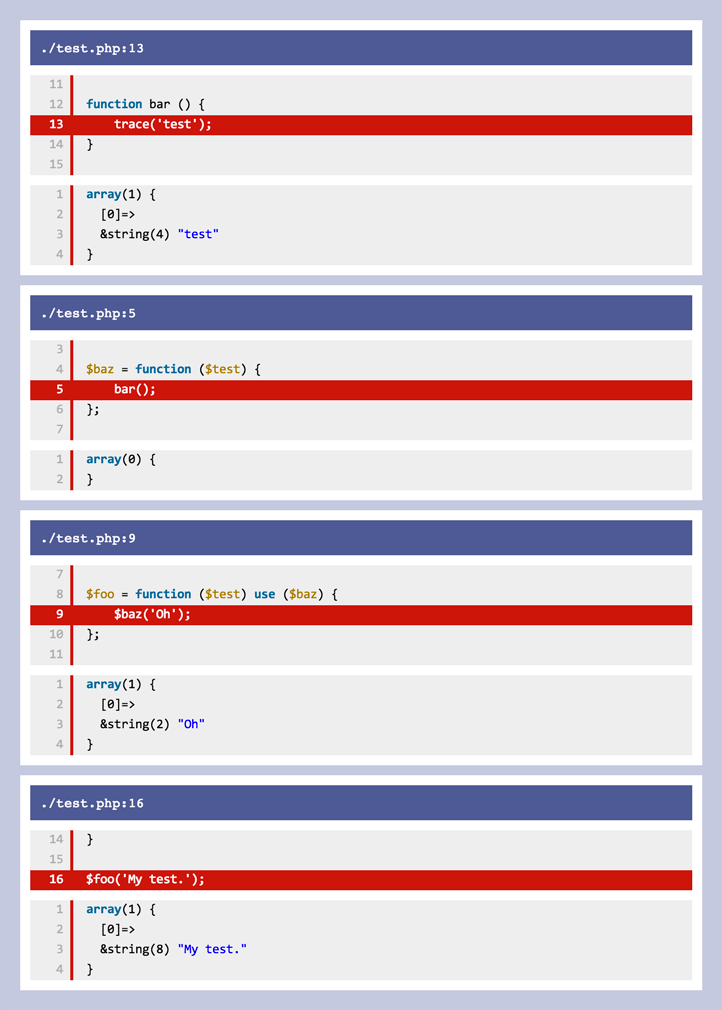 ./test.php:13
11
12 function bar () {
13 trace('test');
14 }
15
1 array(1) {
2 [0]=>
3 &string(4) "test"
4 }
./test.php:5
3
4 $baz = function ($test) {
5 bar();
6 };
7
1 array(0) {
2 }
./test.php:9
7
8 $foo = function ($test) use ($baz) {
9 $baz('Oh');
10 };
11
1 array(1) {
2 [0]=>
3 &string(2) "Oh"
4 }
./test.php:16
14 }
15
16 $foo('My test.');
1 array(1) {
2 [0]=>
3 &string(8) "My test."
4 }